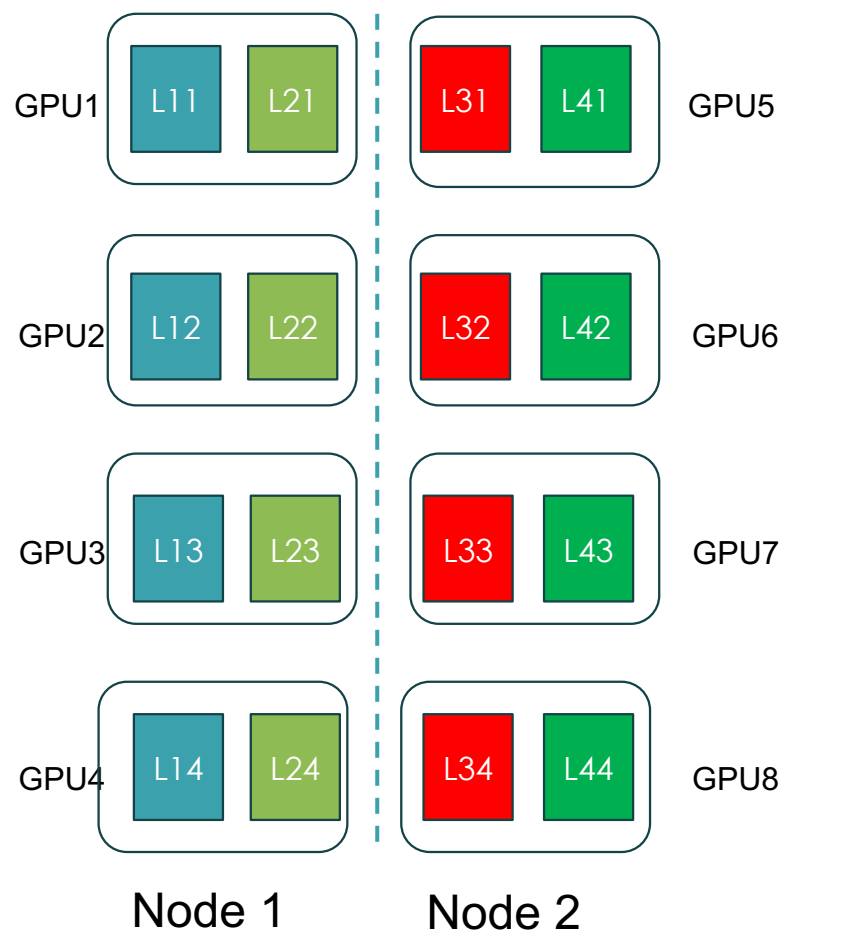 GPU1 L11 L21 L31 L41 GPU5
GPU2 L12 L22 L32 L42 GPU6
GPU3 L13 L23 L33 L43 GPU7
GPU4 L14 L24 L34 L44 GPU8
Node 1 Node 2